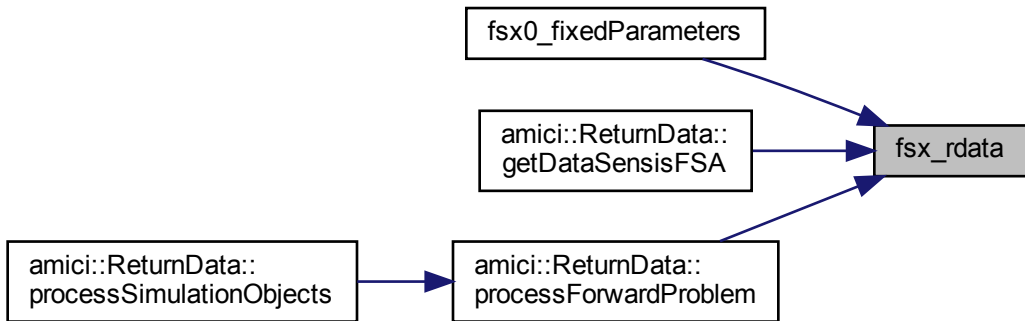 fsx0_fixedParameters
amici::ReturnData::
getDataSensisFSA
fsx_rdata
amici::ReturnData::
processSimulationObjects
amici::ReturnData::
processForwardProblem